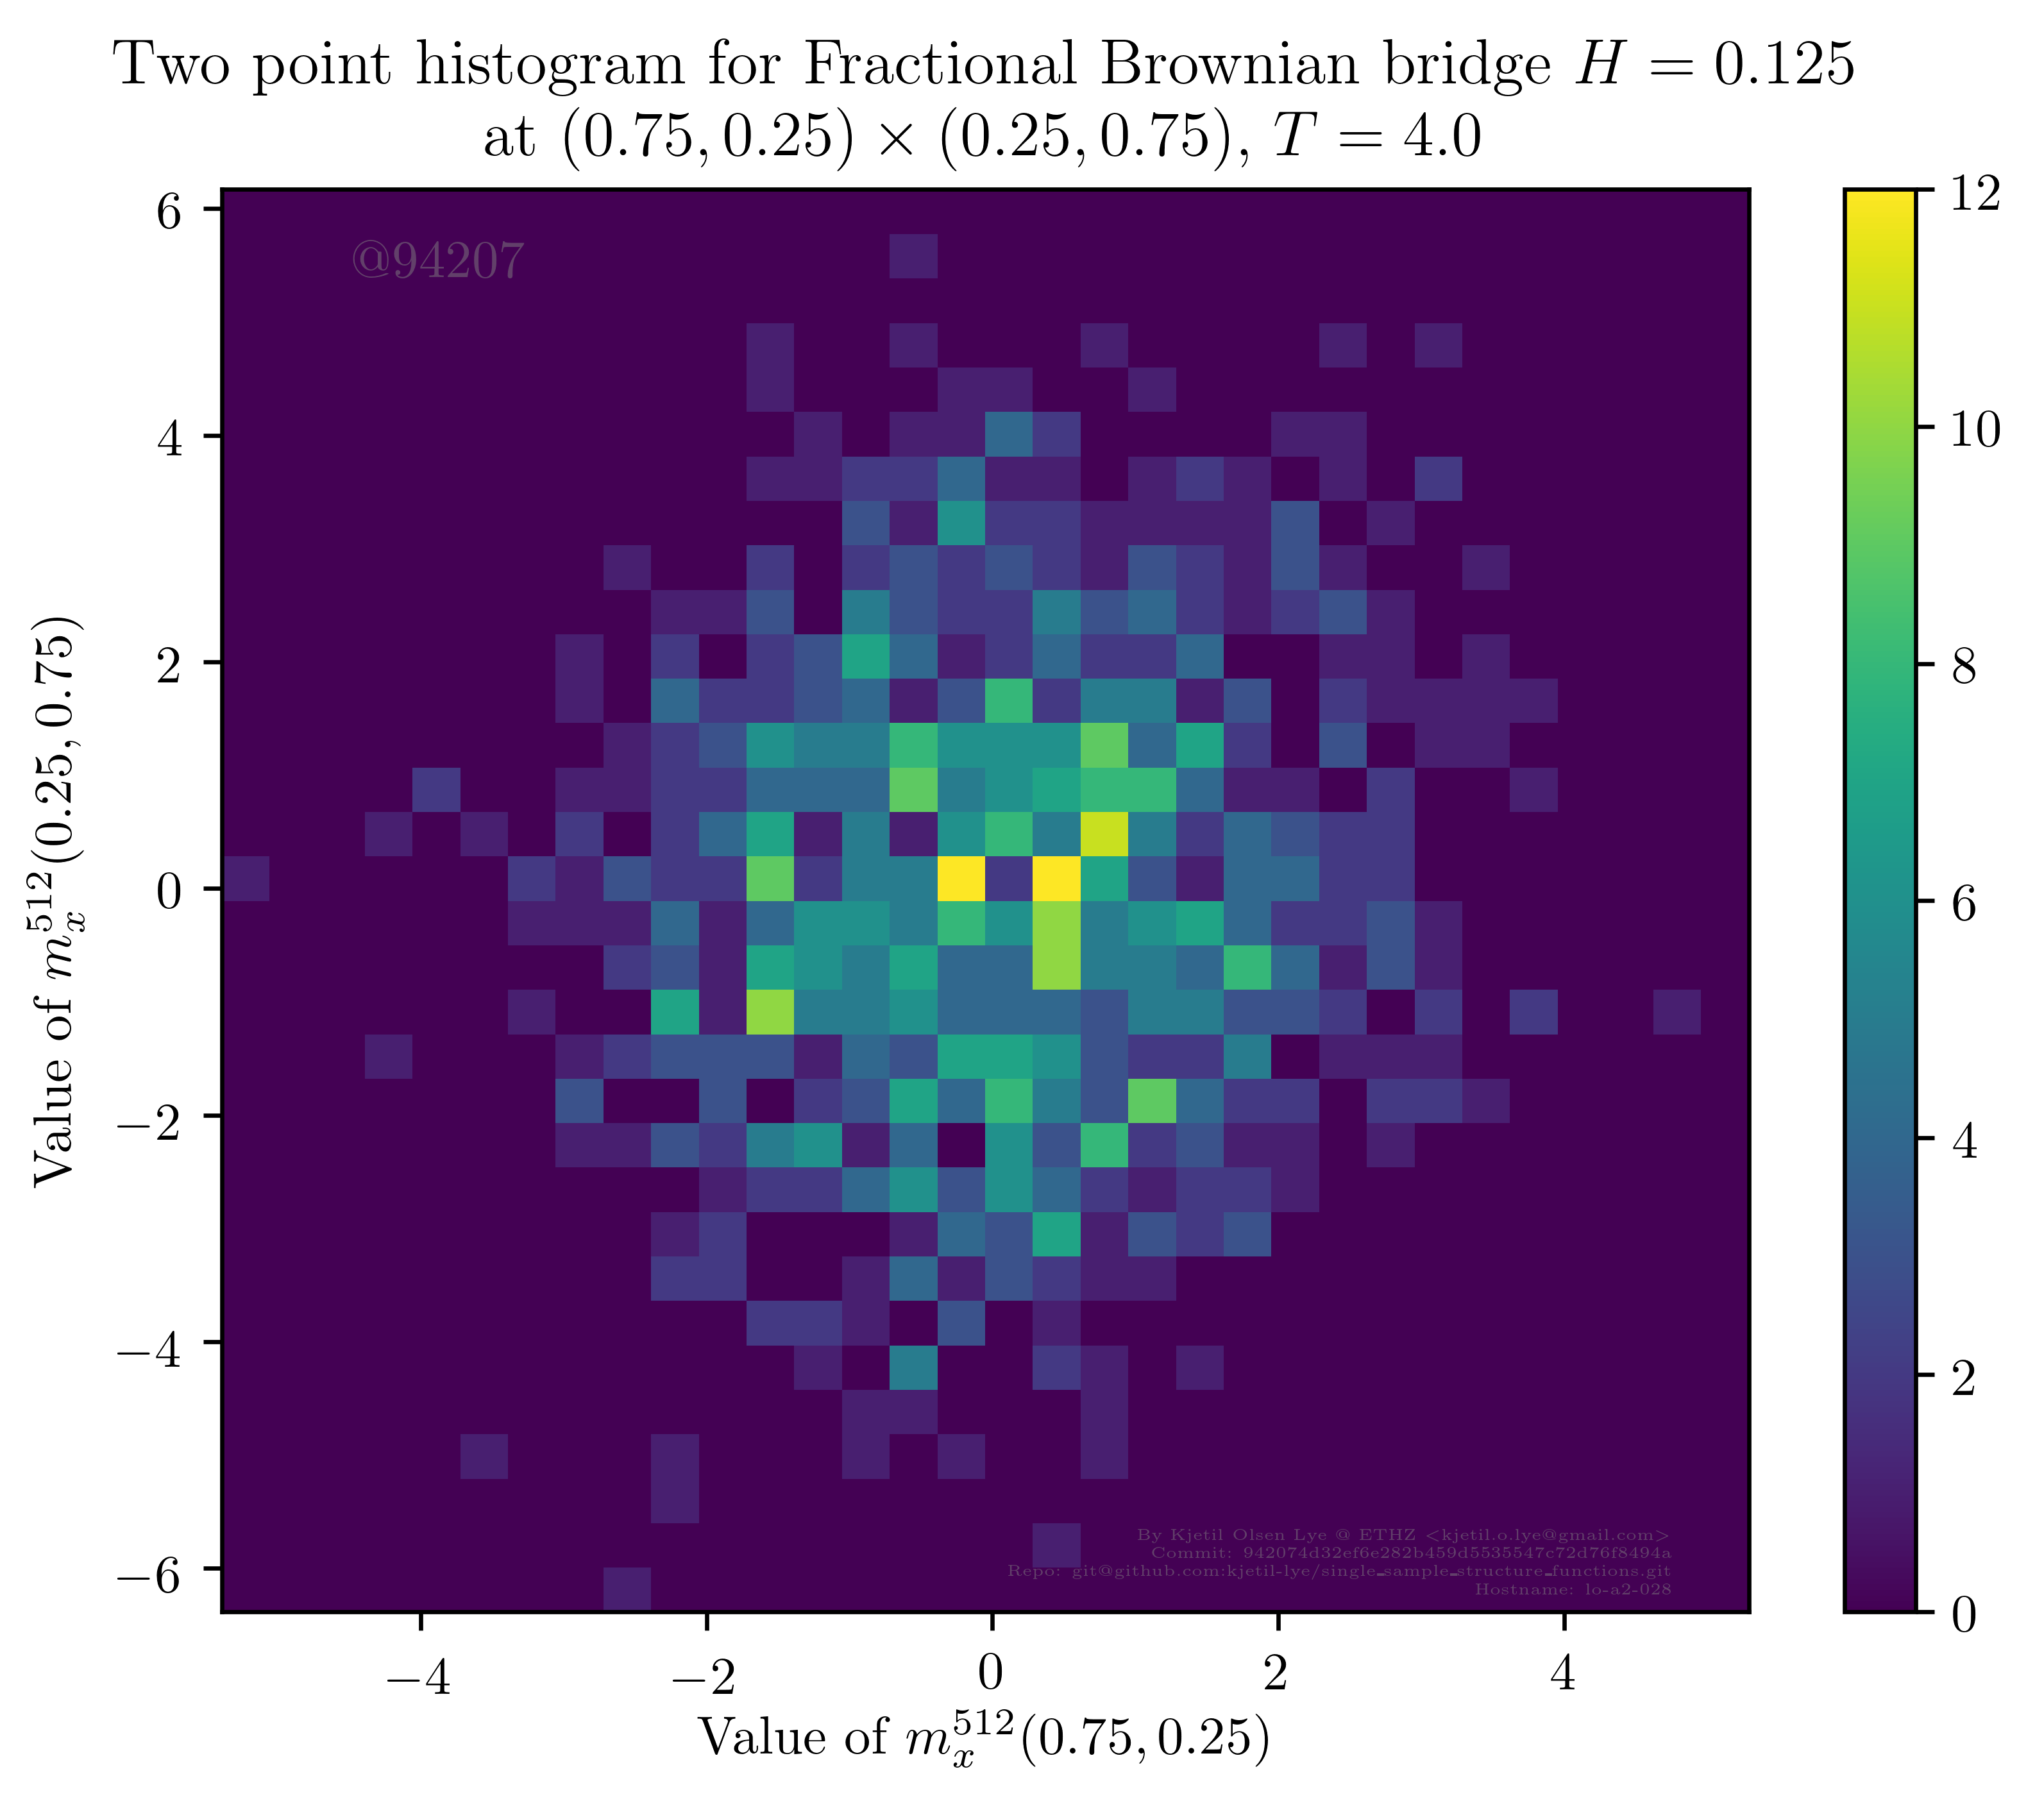 Two point histogram for Fractional Brownian bridge H = 0.125
at (0.75, 0.25) × (0.25, 0.75), T = 4.0
@94207
6
4
2
0
−2
−4
−6
Value of m_x^512(0.25, 0.75)
−4
−2
0
2
4
Value of m_x^512(0.75, 0.25)
12
10
8
6
4
2
0
By Kjetil Olsen Lye @ ETHZ <kjetil.o.lye@gmail.com>
Commit: 942074d32ef6e282b459d5535547c72d76f8494a
Repo: git@github.com:kjetil-lye/single_sample_structure_functions.git
Hostname: lo-a2-028